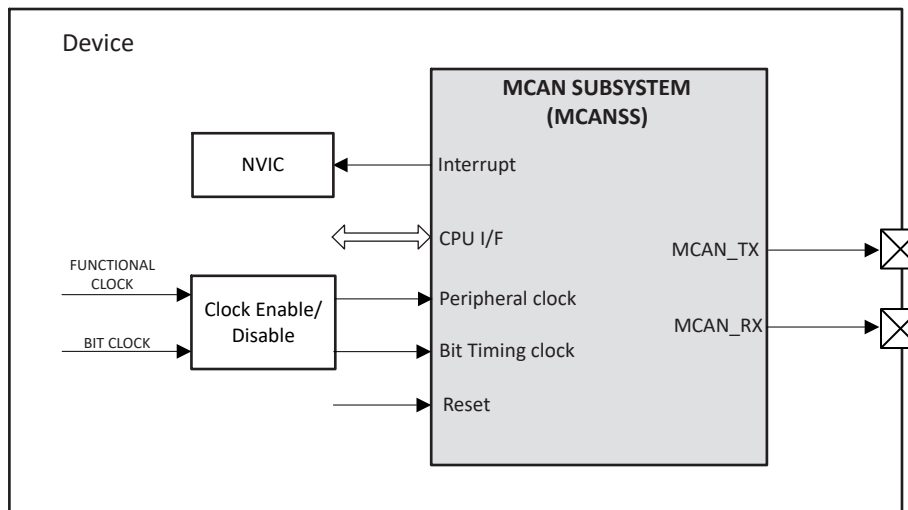 Device
MCAN SUBSYSTEM
(MCANSS)
NVIC
Interrupt
CPU I/F
MCAN_TX
FUNCTIONAL
CLOCK
Clock Enable/
Disable
Peripheral clock
MCAN_RX
BIT CLOCK
Bit Timing clock
Reset